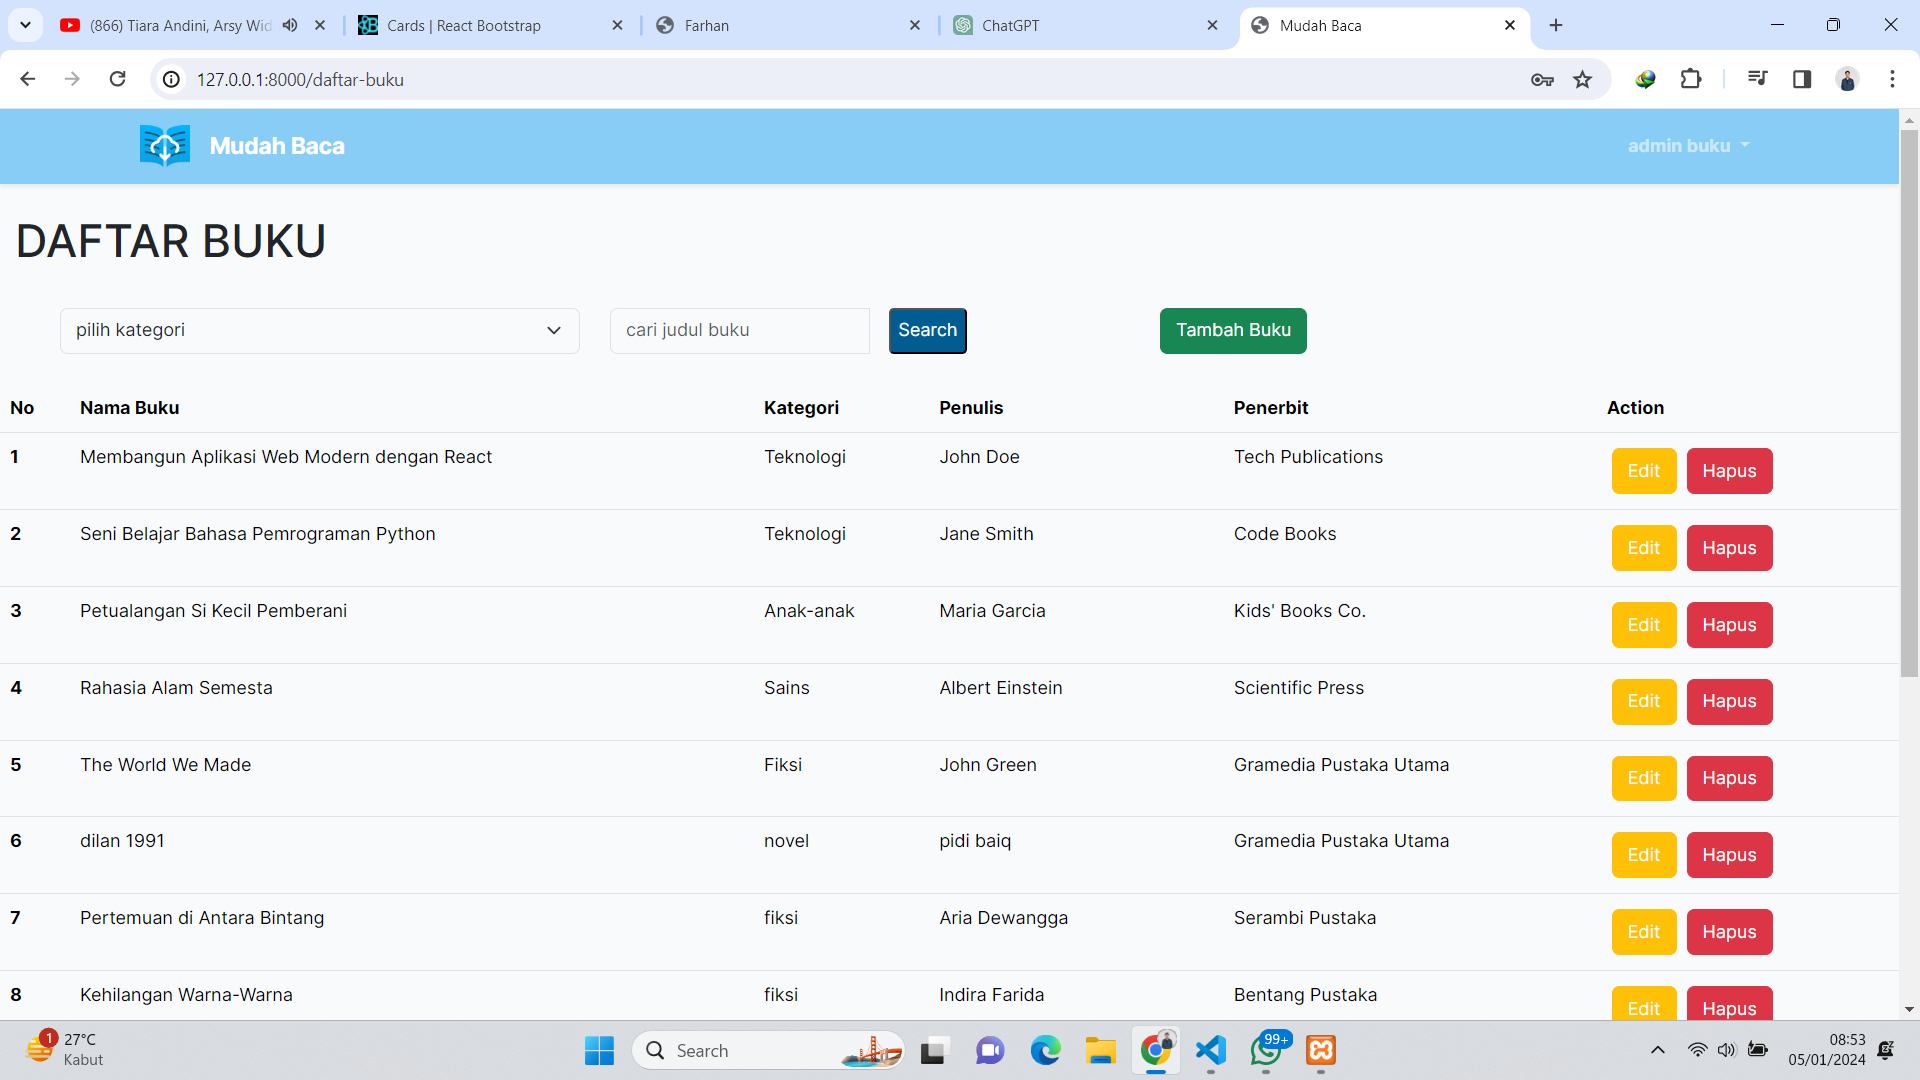 (866) Tiara Andini, Arsy Wid
Cards | React Bootstrap
Farhan
ChatGPT
Mudah Baca
127.0.0.1:8000/daftar-buku
Mudah Baca
admin buku
DAFTAR BUKU
pilih kategori
cari judul buku
Search
Tambah Buku
No Nama Buku Kategori Penulis Penerbit Action
1 Membangun Aplikasi Web Modern dengan React Teknologi John Doe Tech Publications Edit Hapus
2 Seni Belajar Bahasa Pemrograman Python Teknologi Jane Smith Code Books Edit Hapus
3 Petualangan Si Kecil Pemberani Anak-anak Maria Garcia Kids' Books Co. Edit Hapus
4 Rahasia Alam Semesta Sains Albert Einstein Scientific Press Edit Hapus
5 The World We Made Fiksi John Green Gramedia Pustaka Utama Edit Hapus
6 dilan 1991 novel pidi baiq Gramedia Pustaka Utama Edit Hapus
7 Pertemuan di Antara Bintang fiksi Aria Dewangga Serambi Pustaka Edit Hapus
8 Kehilangan Warna-Warna fiksi Indira Farida Bentang Pustaka Edit Hapus
1
27°C
Kabut
Search
99+
08:53
05/01/2024